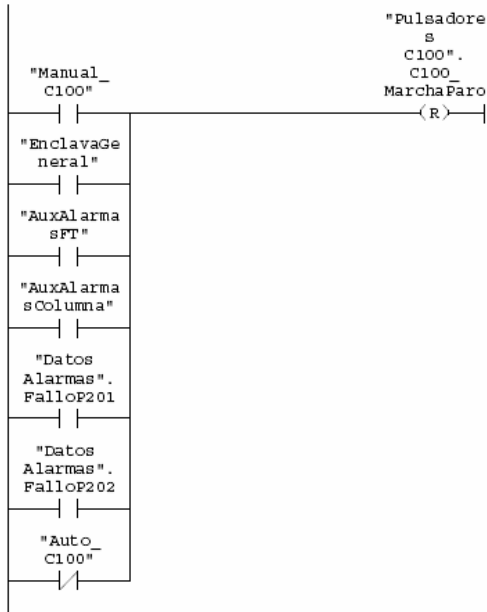 "Pulsadore
s
C100".
C100_
MarchaParo
(R)
"Manual_
C100"
"EnclavaGe
neral"
"AuxAlarma
sFT"
"AuxAlarma
sColumna"
"Datos
Alarmas".
FalloP201
"Datos
Alarmas".
FalloP202
"Auto_
C100"